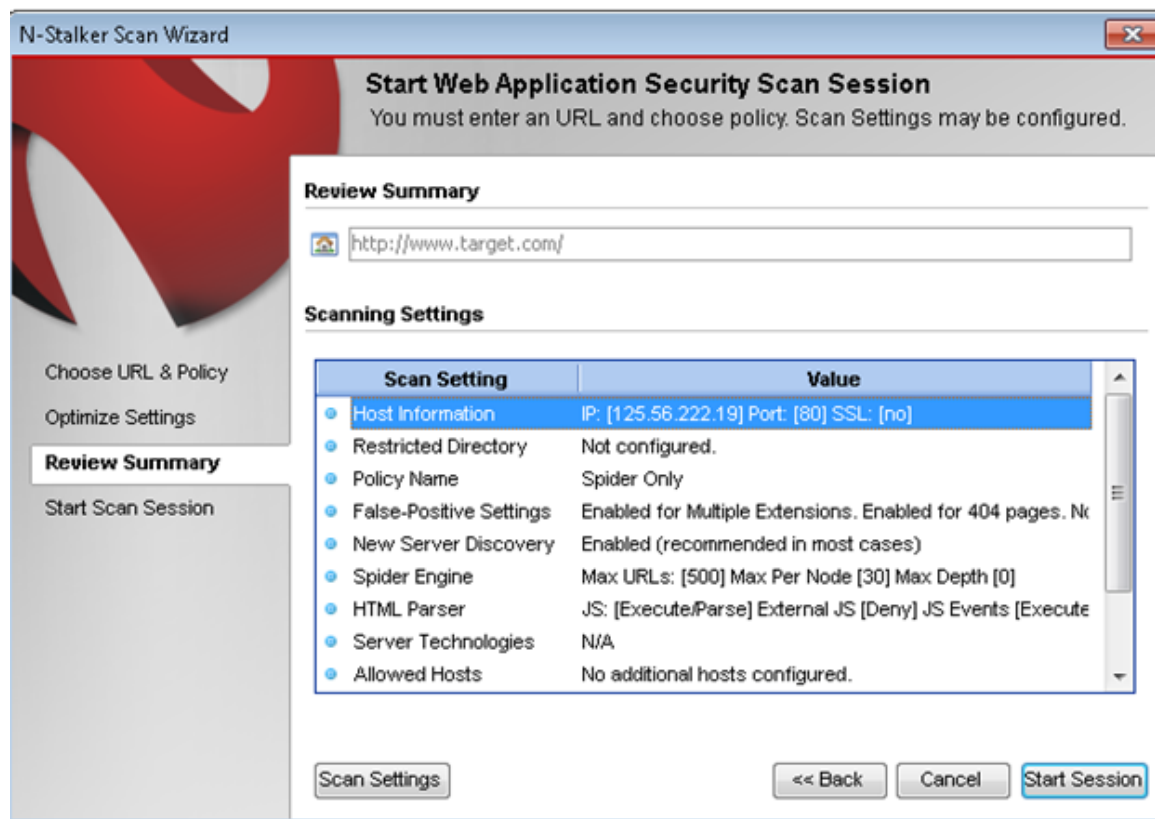 N-Stalker Scan Wizard
Start Web Application Security Scan Session
You must enter an URL and choose policy. Scan Settings may be configured.
Review Summary
http://www.target.com/
Scanning Settings
Choose URL & Policy
Optimize Settings
Review Summary
Start Scan Session
Scan Setting Value
Host Information IP: [125.56.222.19] Port: [80] SSL: [no]
Restricted Directory Not configured.
Policy Name Spider Only
False-Positive Settings Enabled for Multiple Extensions. Enabled for 404 pages.
New Server Discovery Enabled (recommended in most cases)
Spider Engine Max URLs: [500] Max Per Node [30] Max Depth [0]
HTML Parser JS: [Execute/Parse] External JS [Deny] JS Events [Execute
Server Technologies N/A
Allowed Hosts No additional hosts configured.
Scan Settings << Back Cancel Start Session